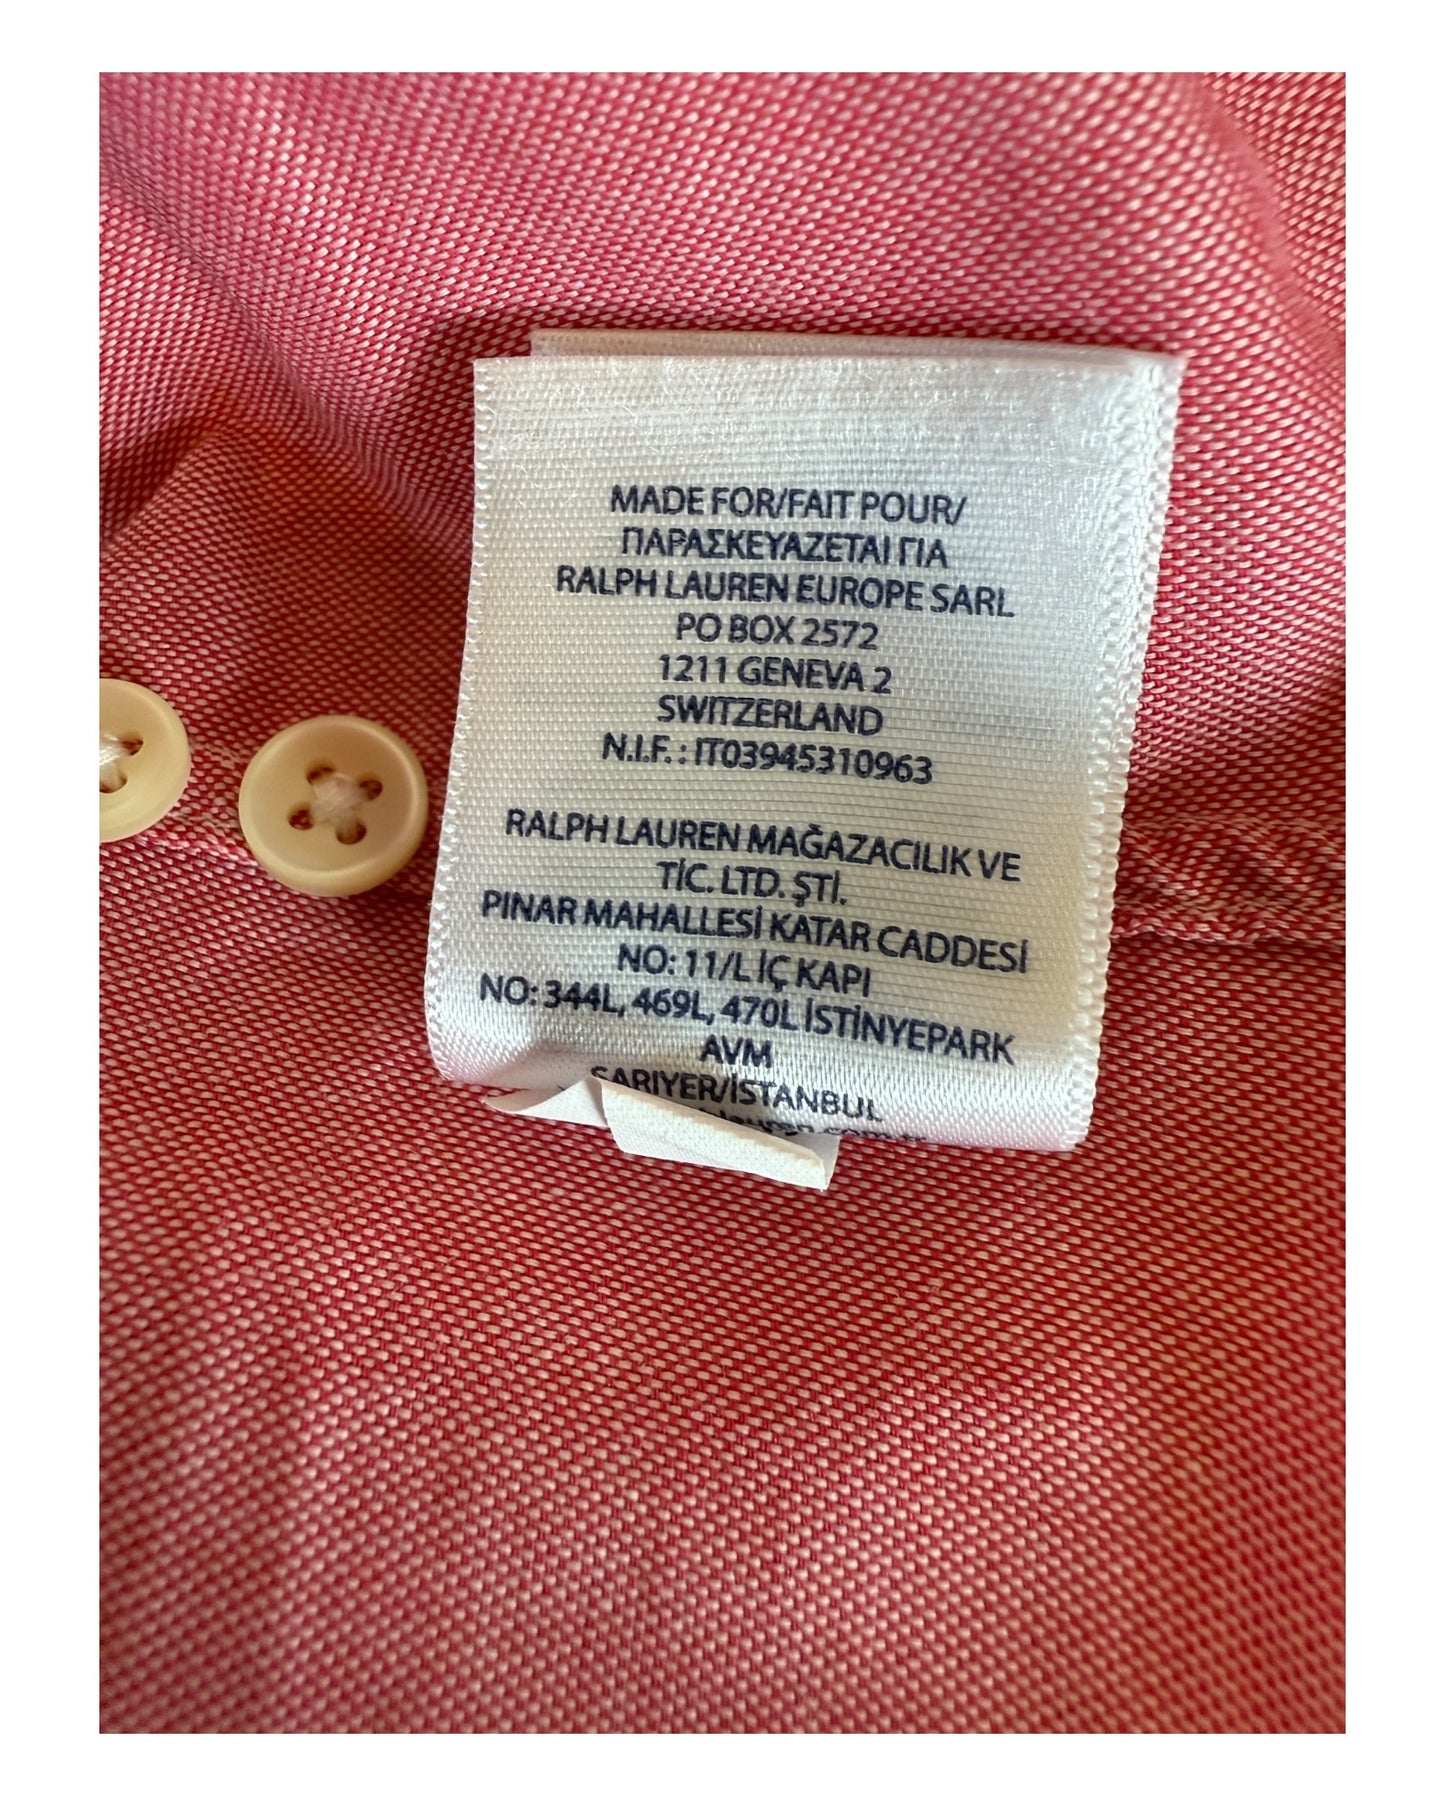 MADE FOR/FAIT POUR/
ΠΑΡΑΣΚΕΥΑΖΕΤΑΙ ΓΙΑ
RALPH LAUREN EUROPE SARL
PO BOX 2572
1211 GENEVA 2
SWITZERLAND
N.I.F. : IT03945310963
RALPH LAUREN MAĞAZACILIK VE
TİC. LTD. ŞTİ.
PINAR MAHALLESİ KATAR CADDESİ
NO: 11/L İÇ KAPI
NO: 344L, 469L, 470L İSTİNYEPARK
AVM
SARIYER/İSTANBUL